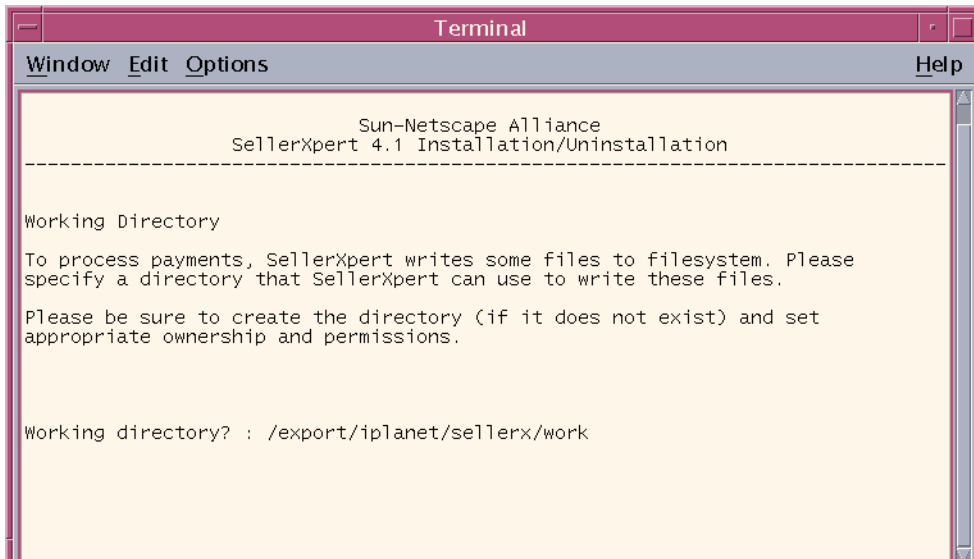 Terminal
Window Edit Options Help
Sun-Netscape Alliance
SellerXpert 4.1 Installation/Uninstallation
--------------------------------------------------------------------------------
Working Directory
To process payments, SellerXpert writes some files to filesystem. Please
specify a directory that SellerXpert can use to write these files.
Please be sure to create the directory (if it does not exist) and set
appropriate ownership and permissions.
Working directory? : /export/iplanet/sellerx/work